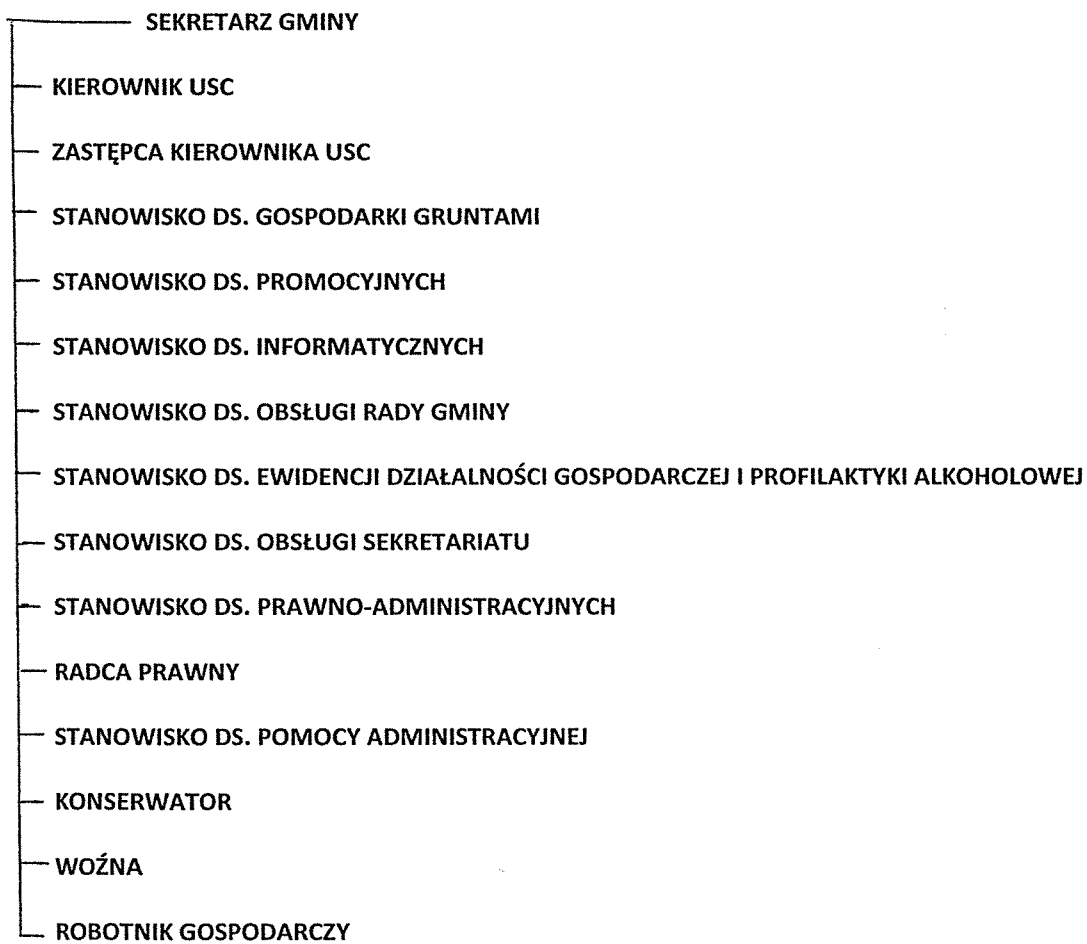 SEKRETARZ GMINY
KIEROWNIK USC
ZASTĘPCA KIEROWNIKA USC
STANOWISKO DS. GOSPODARKI GRUNTAMI
STANOWISKO DS. PROMOCYJNYCH
STANOWISKO DS. INFORMATYCZNYCH
STANOWISKO DS. OBSŁUGI RADY GMINY
STANOWISKO DS. EWIDENCJI DZIAŁALNOŚCI GOSPODARCZEJ I PROFILAKTYKI ALKOHOLOWEJ
STANOWISKO DS. OBSŁUGI SEKRETARIATU
STANOWISKO DS. PRAWNO-ADMINISTRACYJNYCH
RADCA PRAWNY
STANOWISKO DS. POMOCY ADMINISTRACYJNEJ
KONSERWATOR
WOŹNA
ROBOTNIK GOSPODARCZY